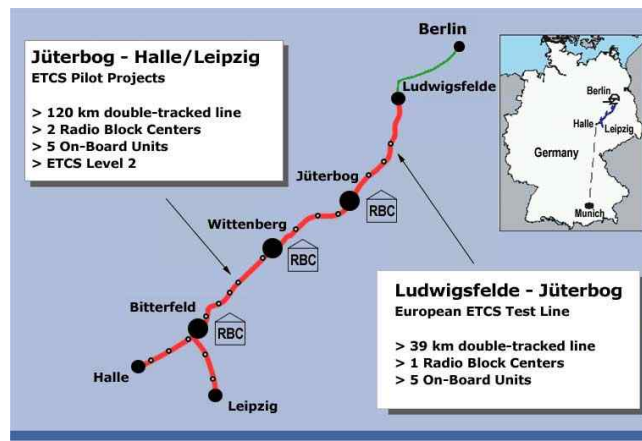 Jüterbog - Halle/Leipzig
ETCS Pilot Projects
> 120 km double-tracked line
> 2 Radio Block Centers
> 5 On-Board Units
> ETCS Level 2
Berlin
Ludwigsfelde
Jüterbog
RBC
Wittenberg
RBC
Bitterfeld
RBC
Halle
Leipzig
Berlin
Halle
Leipzig
Germany
Munich
Ludwigsfelde - Jüterbog
European ETCS Test Line
> 39 km double-tracked line
> 1 Radio Block Centers
> 5 On-Board Units